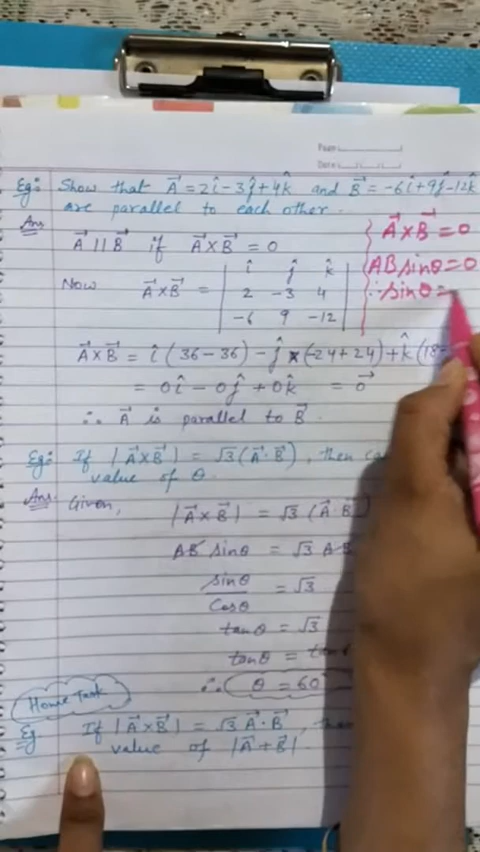 Page:
Date:
Eg: Show that A⃗ = 2î - 3ĵ + 4k̂ and B⃗ = -6î + 9ĵ - 12k̂
are parallel to each other.
Ans
A⃗ || B⃗ if A⃗ × B⃗ = 0
Now A⃗ × B⃗ = | î ĵ k̂ |
| 2 -3 4 |
| -6 9 -12 |
A⃗ × B⃗ = 0
AB sinθ = 0
∴ sinθ =
A⃗ × B⃗ = î (36 - 36) - ĵ (-24 + 24) + k̂ (18-
= 0î - 0ĵ + 0k̂ = 0⃗
∴ A⃗ is parallel to B⃗.
Eg: If |A⃗ × B⃗| = √3 (A⃗ · B⃗), then
value of θ.
Ans. Given,
|A⃗ × B⃗| = √3 (A⃗ · B⃗)
AB sinθ = √3 AB
sinθ / cosθ = √3
tanθ = √3
tanθ = tan
∴ θ = 60°
Home Task
Eg If |A⃗ × B⃗| = √3 A⃗ · B⃗, then
value of |A⃗ + B⃗|.